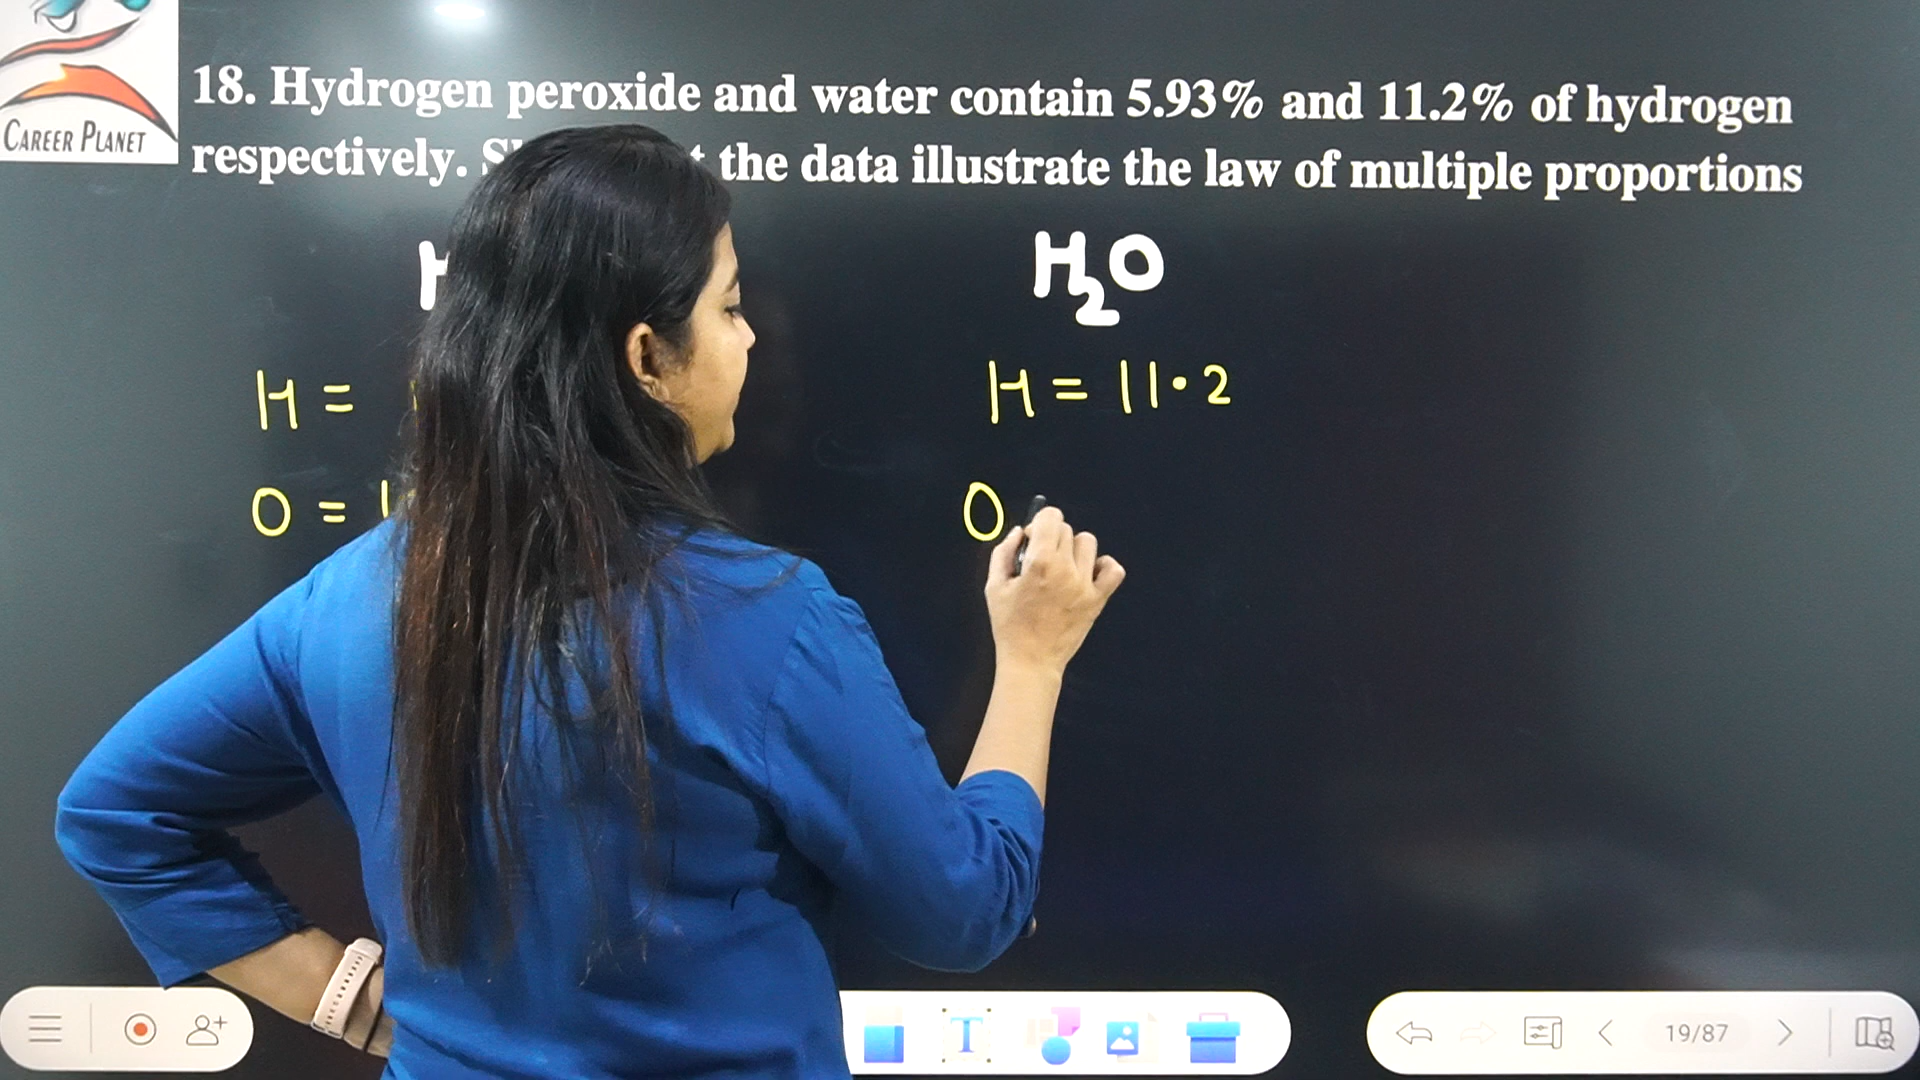 CAREER PLANET
18. Hydrogen peroxide and water contain 5.93% and 11.2% of hydrogen
respectively. the data illustrate the law of multiple proportions
H₂O
H =
H = 11.2
O =
O
T
19/87